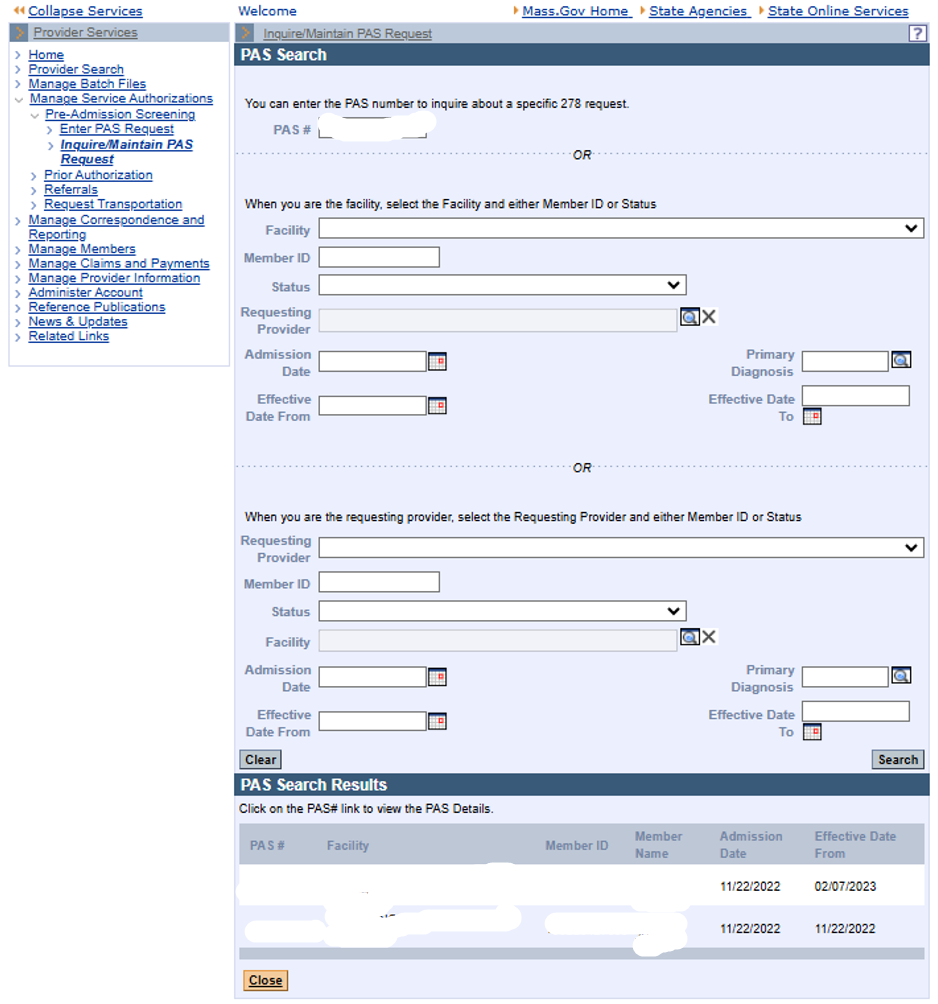 Collapse Services
Welcome
Mass.Gov Home State Agencies State Online Services
Provider Services
Home
Provider Search
Manage Batch Files
Manage Service Authorizations
Pre-Admission Screening
Enter PAS Request
Inquire/Maintain PAS
Request
Prior Authorization
Referrals
Request Transportation
Manage Correspondence and
Reporting
Manage Members
Manage Claims and Payments
Manage Provider Information
Administer Account
Reference Publications
News & Updates
Related Links
Inquire/Maintain PAS Request ?
PAS Search
You can enter the PAS number to inquire about a specific 278 request.
PAS #
OR
When you are the facility, select the Facility and either Member ID or Status
Facility
Member ID
Status
Requesting
Provider
Admission
Date
Primary
Diagnosis
Effective
Date From
Effective Date
To
OR
When you are the requesting provider, select the Requesting Provider and either Member ID or Status
Requesting
Provider
Member ID
Status
Facility
Admission
Date
Primary
Diagnosis
Effective
Date From
Effective Date
To
Clear Search
PAS Search Results
Click on the PAS# link to view the PAS Details.
PAS # Facility Member ID Member Name Admission Date Effective Date From
11/22/2022 02/07/2023
11/22/2022 11/22/2022
Close